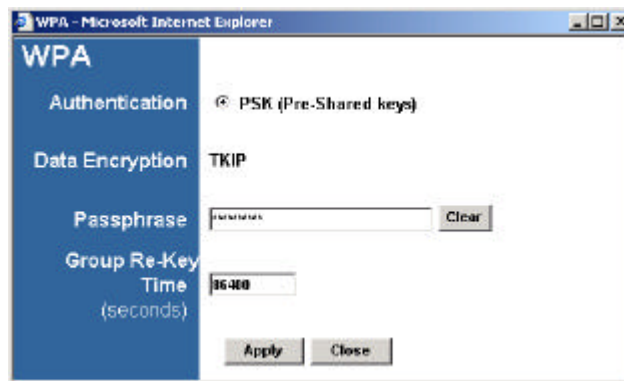 WPA - Microsoft Internet Explorer
WPA
Authentication PSK (Pre-Shared keys)
Data Encryption TKIP
Passphrase ******** Clear
Group Re-Key
Time 86400
(seconds)
Apply Close